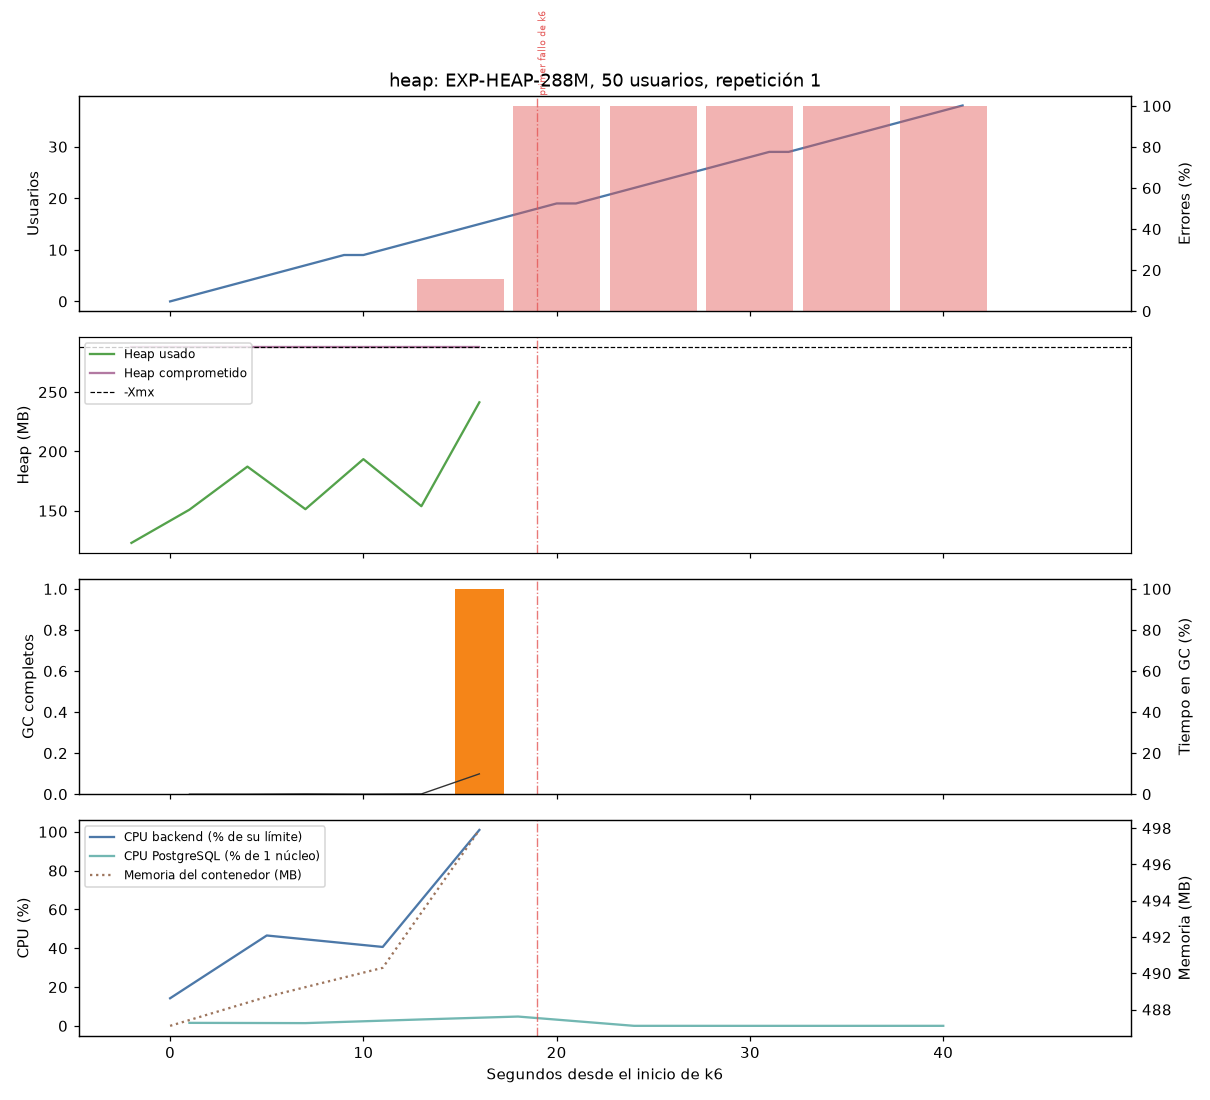 primer fallo de k6
heap: EXP-HEAP-288M, 50 usuarios, repetición 1
Usuarios
30
20
10
0
100
80
60
40
20
0
Errores (%)
Heap usado
Heap comprometido
-Xmx
Heap (MB)
250
200
150
GC completos
1.0
0.8
0.6
0.4
0.2
0.0
100
80
60
40
20
0
Tiempo en GC (%)
CPU backend (% de su límite)
CPU PostgreSQL (% de 1 núcleo)
Memoria del contenedor (MB)
CPU (%)
100
80
60
40
20
0
498
496
494
492
490
488
Memoria (MB)
0 10 20 30 40
Segundos desde el inicio de k6